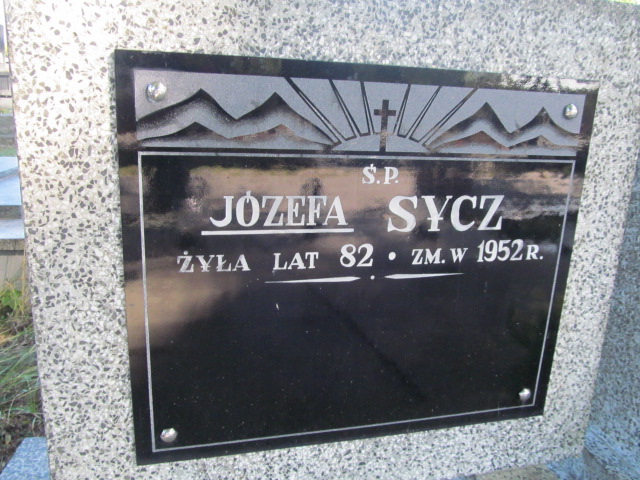 Ś.P.
JÓZEFA SYCZ
ŻYŁA LAT 82 • ZM. W 1952 R.